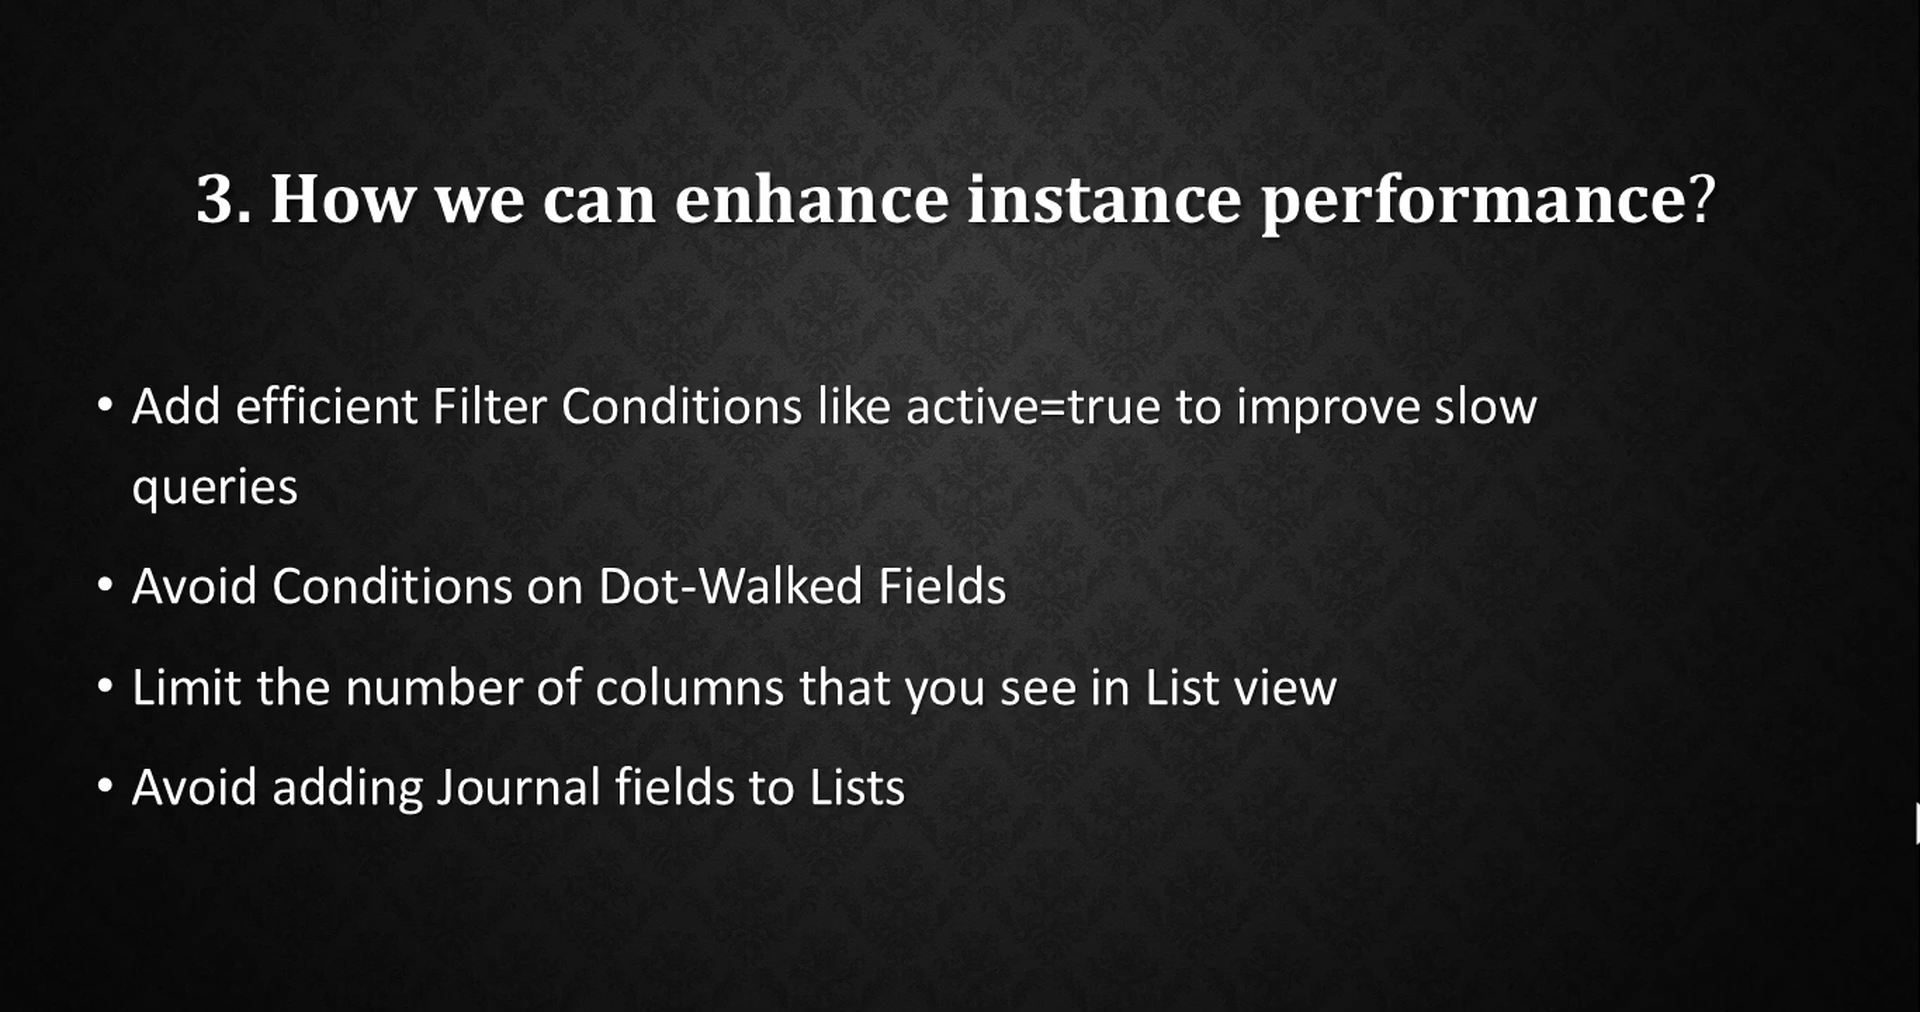 3. How we can enhance instance performance?
• Add efficient Filter Conditions like active=true to improve slow
queries
• Avoid Conditions on Dot-Walked Fields
• Limit the number of columns that you see in List view
• Avoid adding Journal fields to Lists